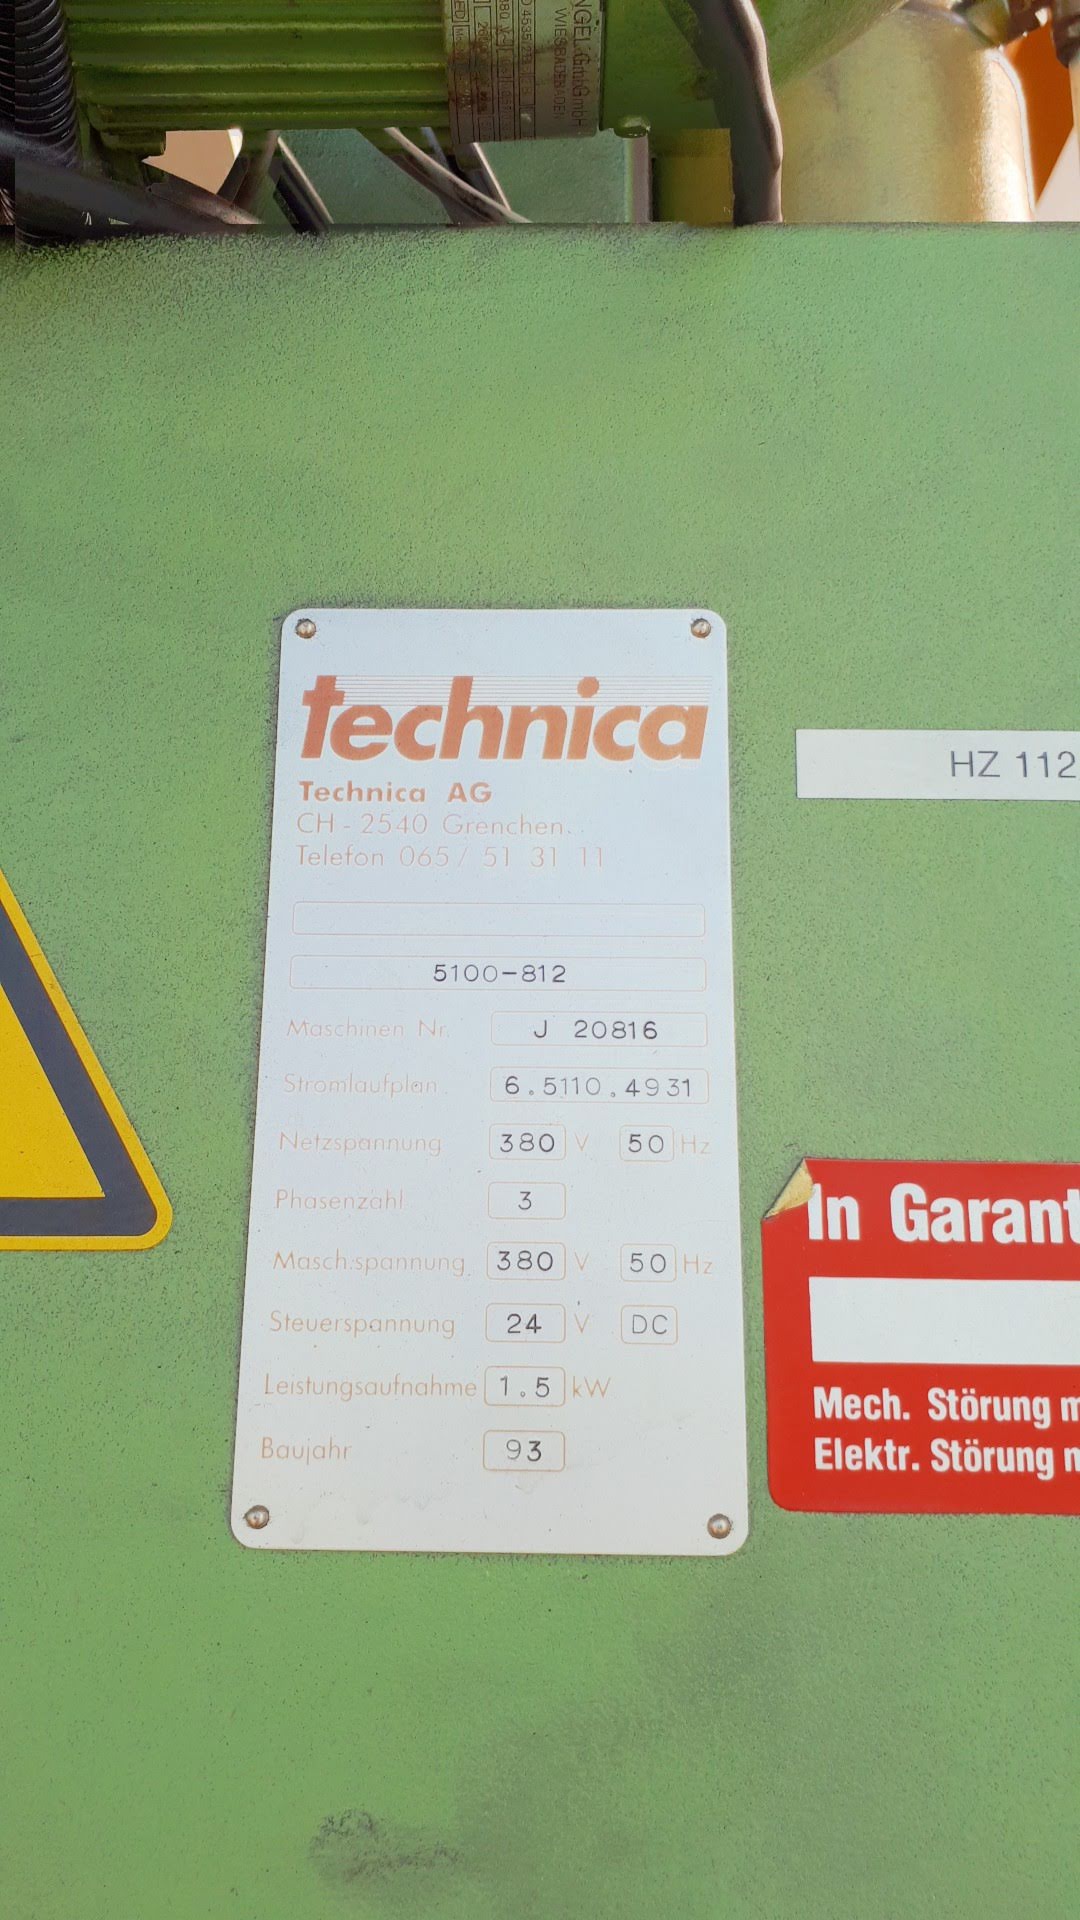 WIESBADEN
technica
Technica AG
CH - 2540 Grenchen
Telefon 065 / 51 31 11
5100-812
Maschinen Nr. J 20816
Stromlaufplan 6.5110.4931
Netzspannung 380 V 50 Hz
Phasenzahl 3
Masch.spannung 380 V 50 Hz
Steuerspannung 24 V DC
Leistungsaufnahme 1.5 kW
Baujahr 93
HZ 112
In Garant
Mech. Störung m
Elektr. Störung